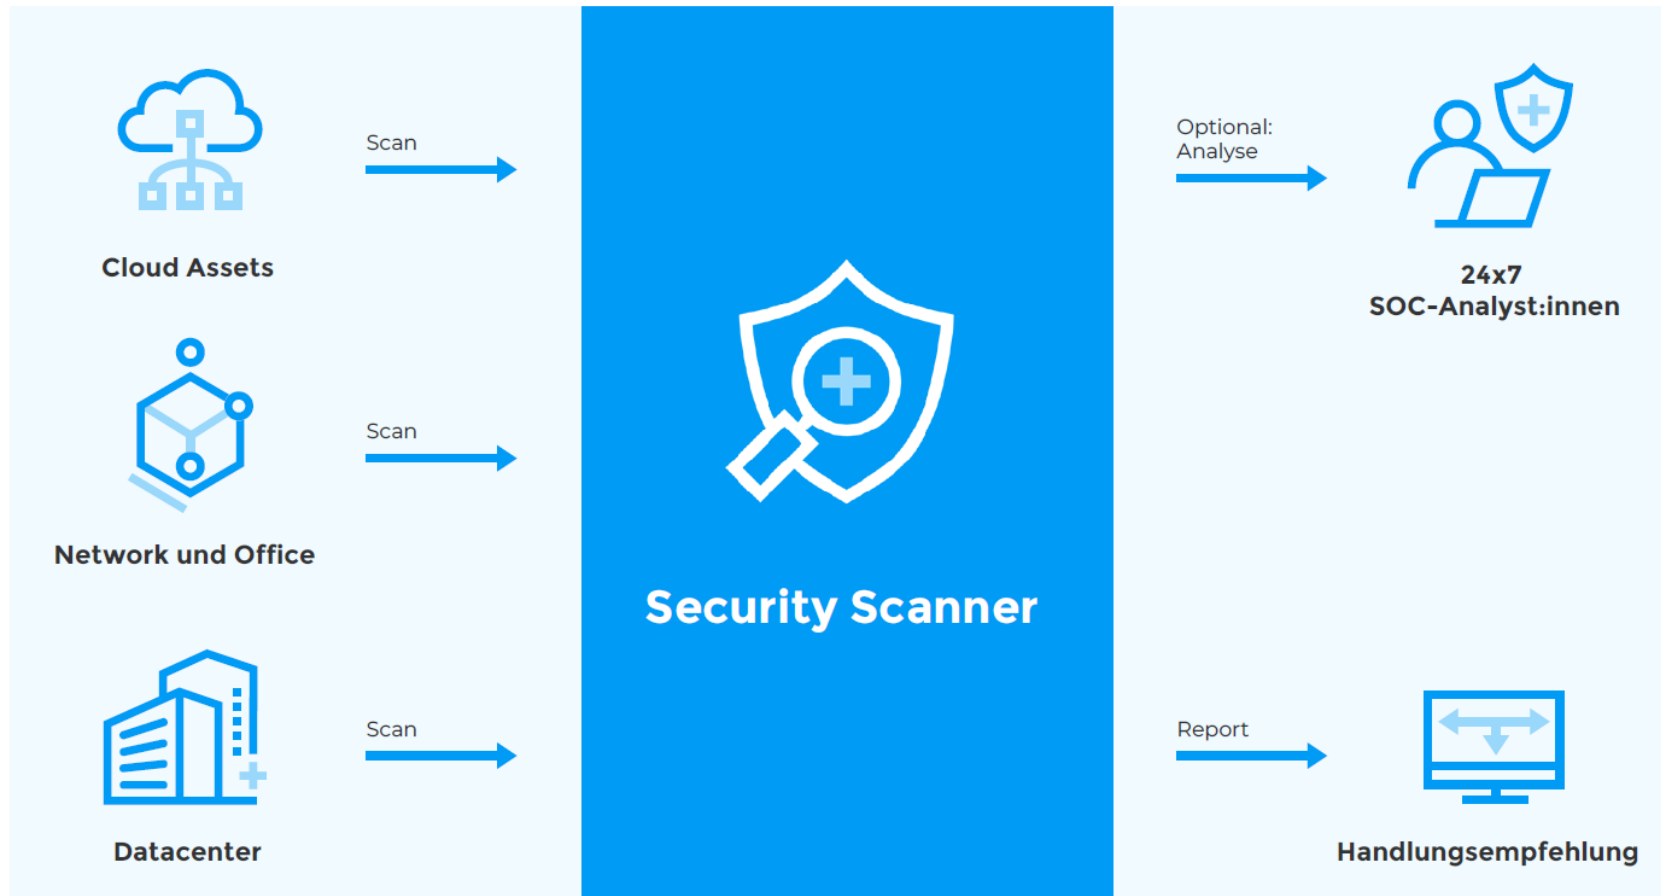 Scan
Cloud Assets
Scan
Network und Office
Scan
Datacenter
Security Scanner
Optional:
Analyse
24x7
SOC-Analyst:innen
Report
Handlungsempfehlung